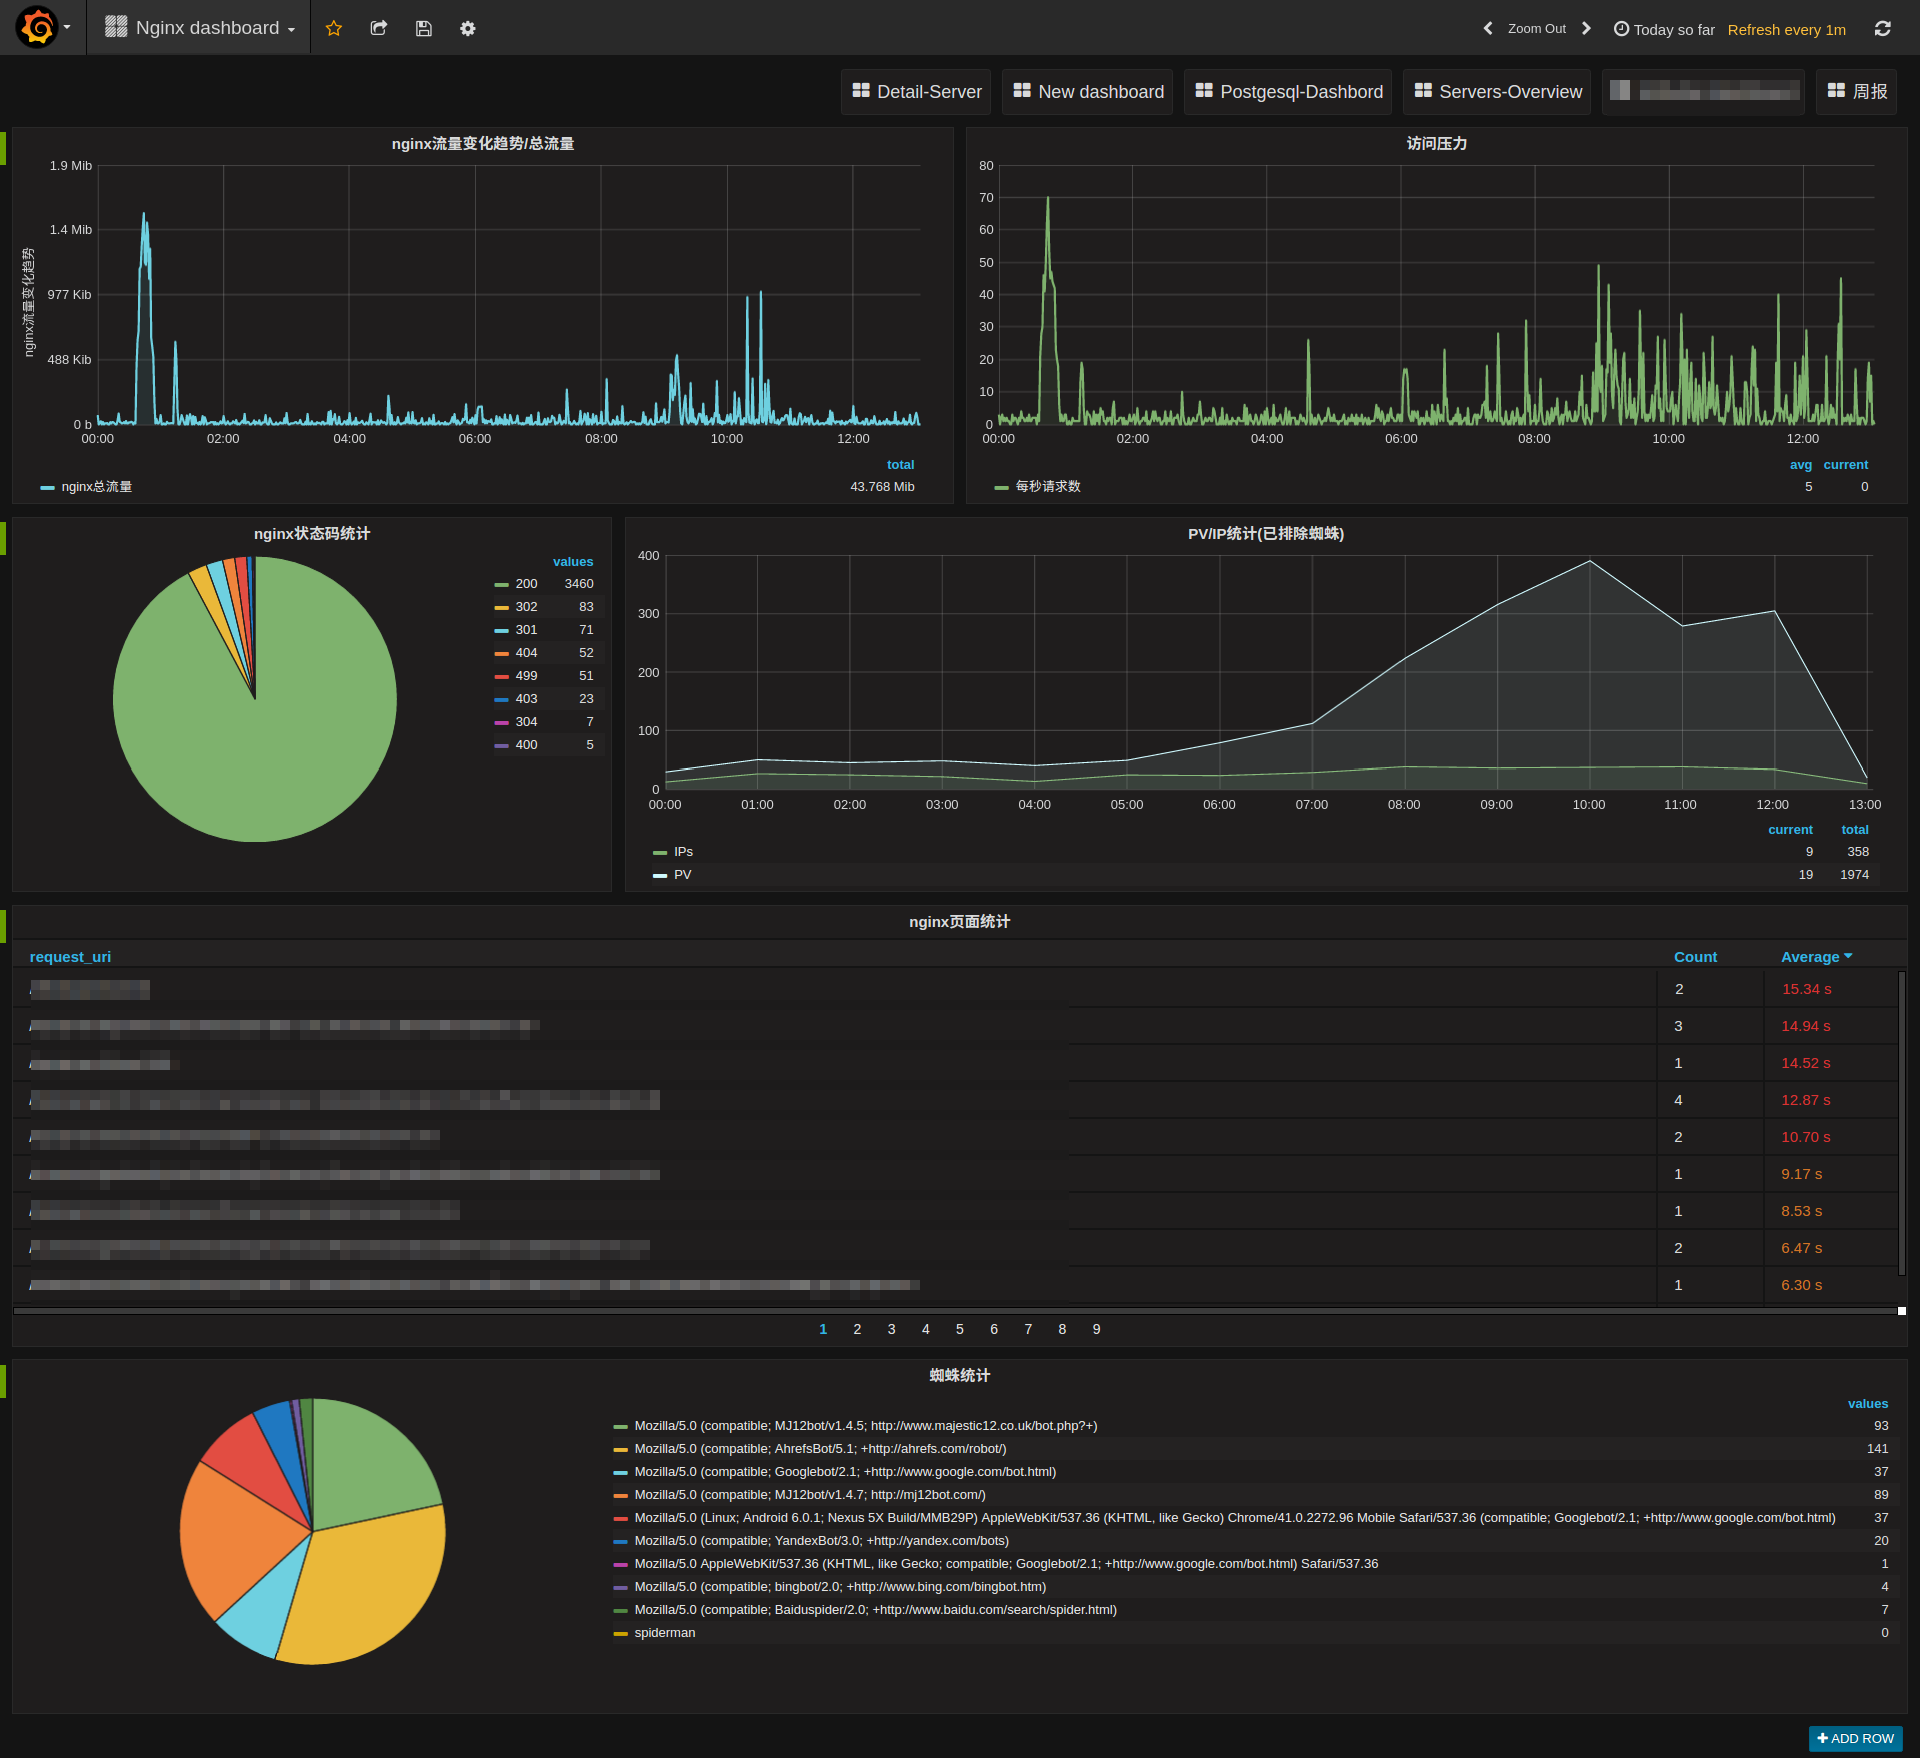 Nginx dashboard
Zoom Out
Today so far
Refresh every 1m
Detail-Server
New dashboard
Postgesql-Dashbord
Servers-Overview
周报
nginx流量变化趋势/总流量
nginx流量变化趋势
1.9 Mib
1.4 Mib
977 Kib
488 Kib
0 b
00:00 02:00 04:00 06:00 08:00 10:00 12:00
total
nginx总流量 43.768 Mib
访问压力
80
70
60
50
40
30
20
10
0
00:00 02:00 04:00 06:00 08:00 10:00 12:00
avg current
每秒请求数 5 0
nginx状态码统计
values
200 3460
302 83
301 71
404 52
499 51
403 23
304 7
400 5
PV/IP统计(已排除蜘蛛)
400
300
200
100
0
00:00 01:00 02:00 03:00 04:00 05:00 06:00 07:00 08:00 09:00 10:00 11:00 12:00 13:00
current total
IPs 9 358
PV 19 1974
nginx页面统计
request_uri Count Average
2 15.34 s
3 14.94 s
1 14.52 s
4 12.87 s
2 10.70 s
1 9.17 s
1 8.53 s
2 6.47 s
1 6.30 s
1 2 3 4 5 6 7 8 9
蜘蛛统计
values
Mozilla/5.0 (compatible; MJ12bot/v1.4.5; http://www.majestic12.co.uk/bot.php?+) 93
Mozilla/5.0 (compatible; AhrefsBot/5.1; +http://ahrefs.com/robot/) 141
Mozilla/5.0 (compatible; Googlebot/2.1; +http://www.google.com/bot.html) 37
Mozilla/5.0 (compatible; MJ12bot/v1.4.7; http://mj12bot.com/) 89
Mozilla/5.0 (Linux; Android 6.0.1; Nexus 5X Build/MMB29P) AppleWebKit/537.36 (KHTML, like Gecko) Chrome/41.0.2272.96 Mobile Safari/537.36 (compatible; Googlebot/2.1; +http://www.google.com/bot.html) 37
Mozilla/5.0 (compatible; YandexBot/3.0; +http://yandex.com/bots) 20
Mozilla/5.0 AppleWebKit/537.36 (KHTML, like Gecko; compatible; Googlebot/2.1; +http://www.google.com/bot.html) Safari/537.36 1
Mozilla/5.0 (compatible; bingbot/2.0; +http://www.bing.com/bingbot.htm) 4
Mozilla/5.0 (compatible; Baiduspider/2.0; +http://www.baidu.com/search/spider.html) 7
spiderman 0
ADD ROW